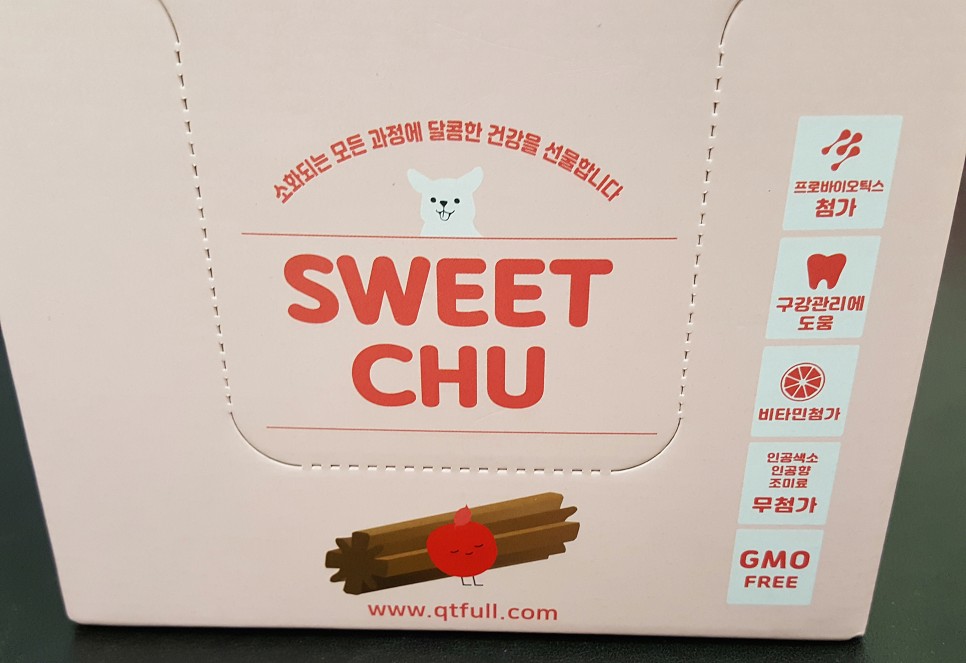 소화되는 모든 과정에 달콤한 건강을 선물합니다
SWEET
CHU
www.qtfull.com
프로바이오틱스
첨가
구강관리에
도움
비타민첨가
인공색소
인공향
조미료
무첨가
GMO
FREE